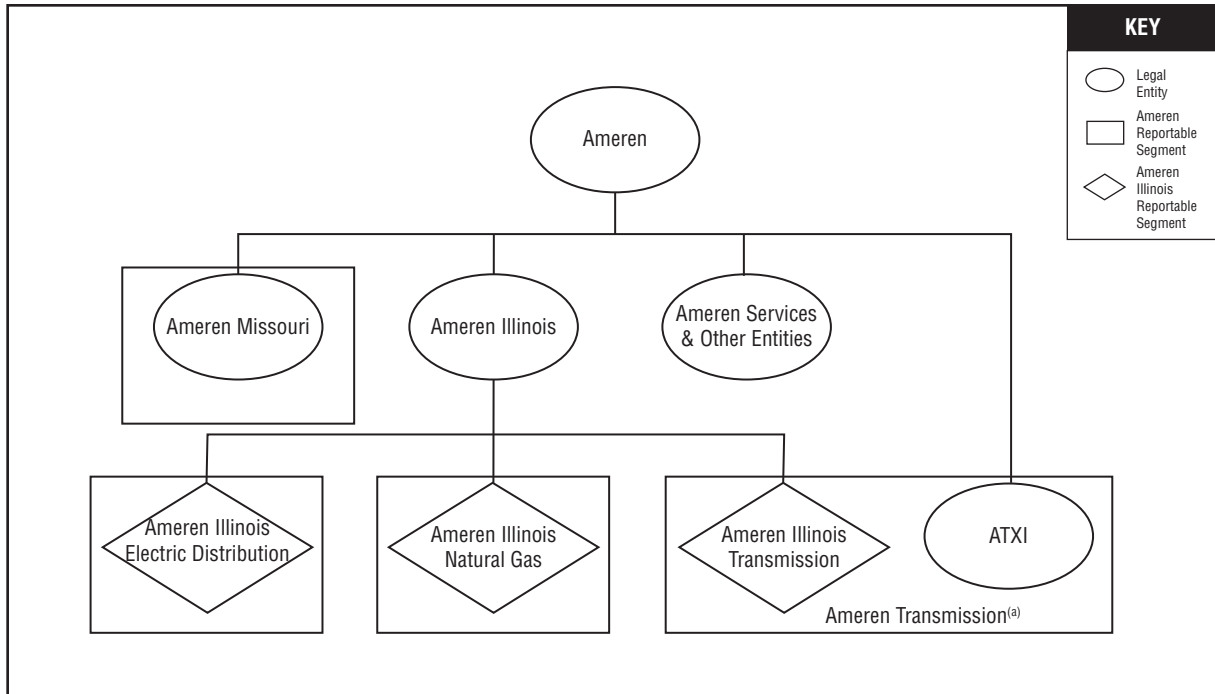 KEY
Legal
Entity
Ameren
Reportable
Segment
Ameren
Illinois
Reportable
Segment
Ameren
Ameren Missouri
Ameren Illinois
Ameren Services
& Other Entities
Ameren Illinois
Electric Distribution
Ameren Illinois
Natural Gas
Ameren Illinois
Transmission
ATXI
Ameren Transmission(a)